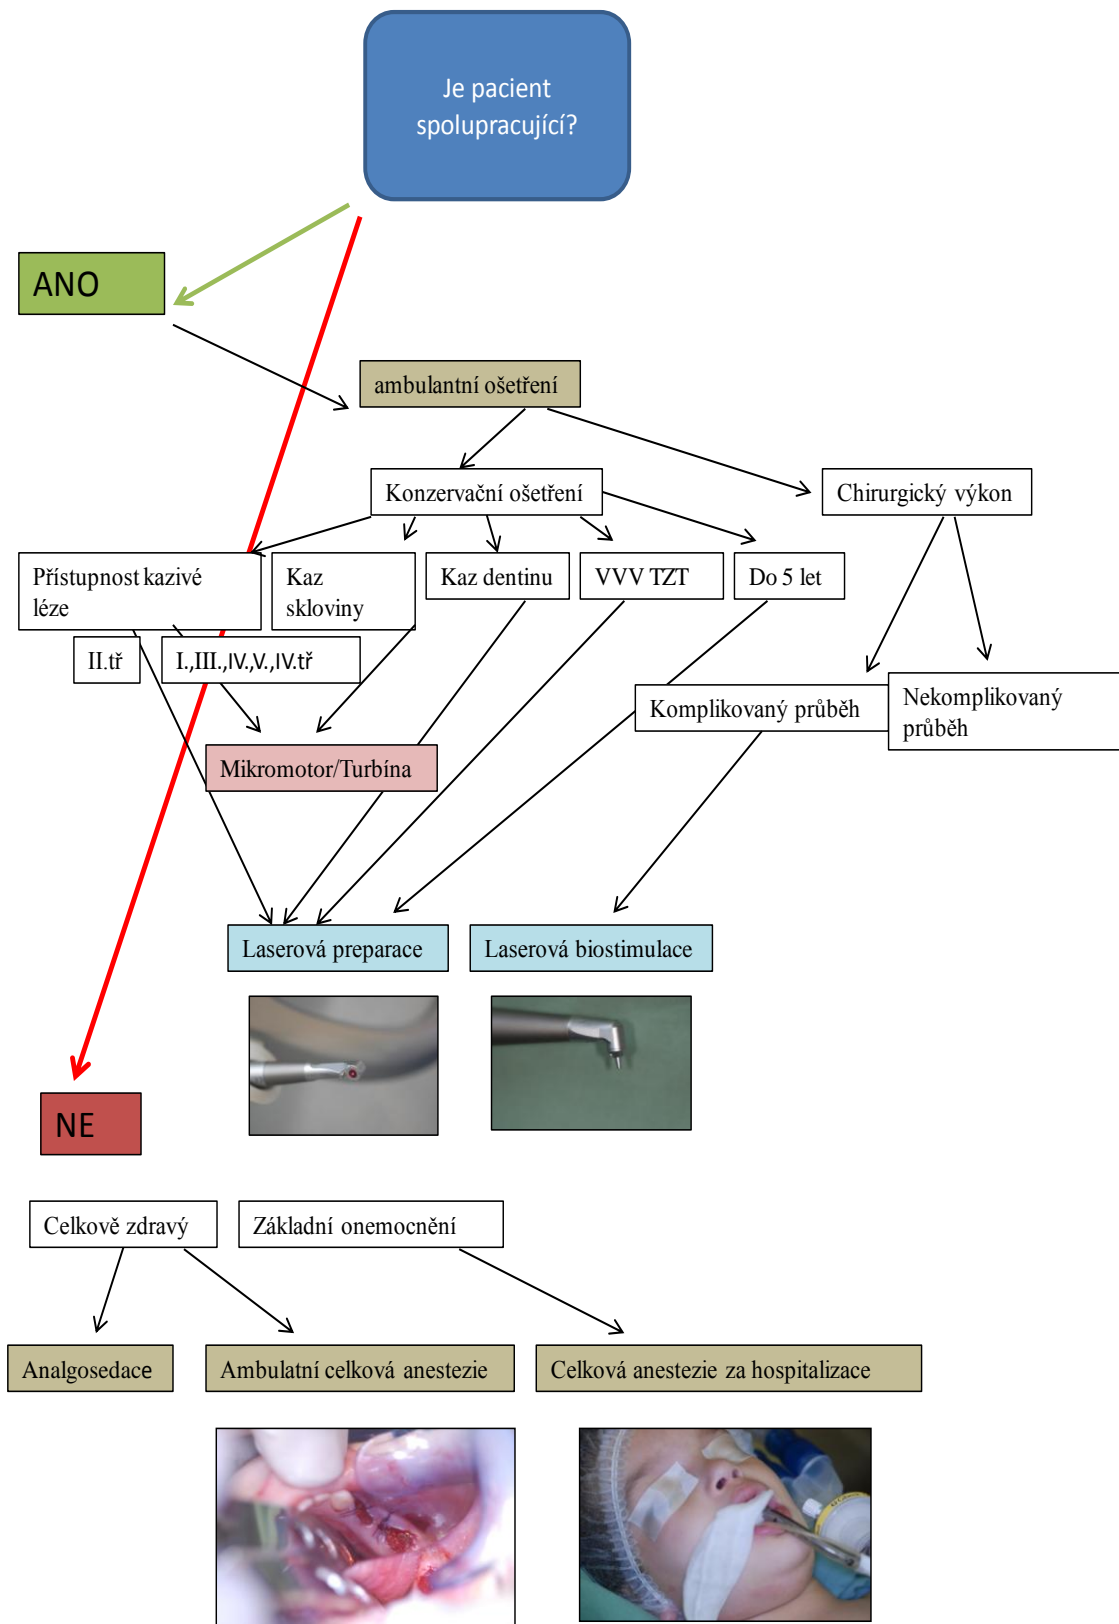 Je pacient
spolupracující?
ANO
ambulantní ošetření
Konzervační ošetření
Chirurgický výkon
Přístupnost kazivé
léze
Kaz
skloviny
Kaz dentinu
VVV TZT
Do 5 let
II.tř
I.,III.,IV.,V.,IV.tř
Komplikovaný průběh
Nekomplikovaný
průběh
Mikromotor/Turbína
Laserová preparace
Laserová biostimulace
NE
Celkově zdravý
Základní onemocnění
Analgosedace
Ambulatní celková anestezie
Celková anestezie za hospitalizace